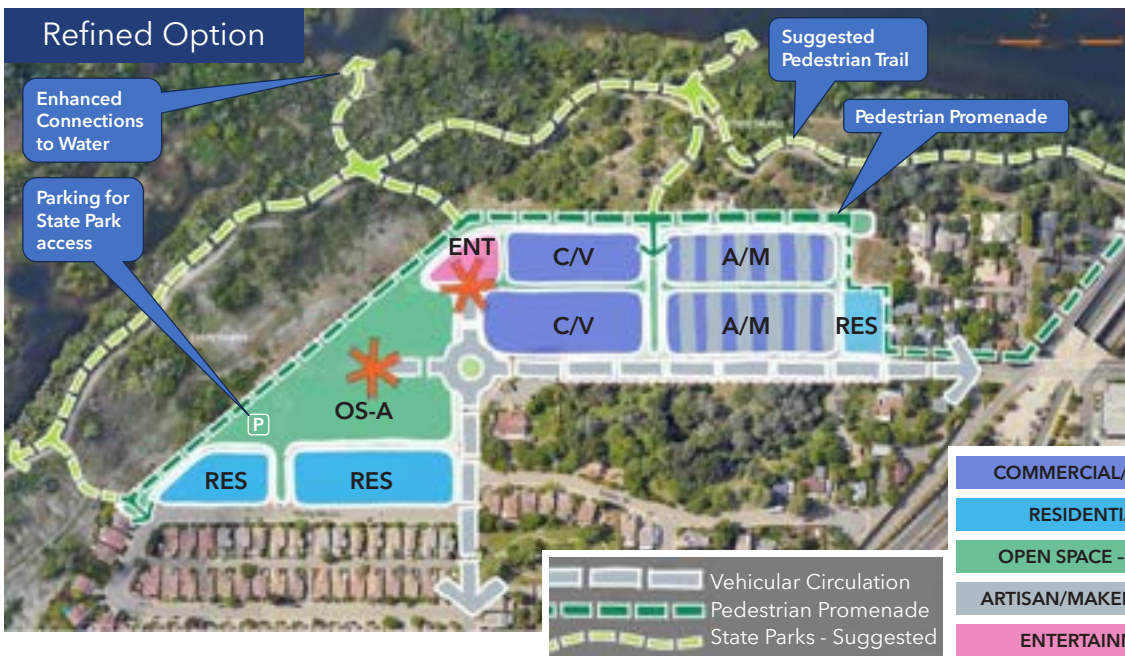 Refined Option
Enhanced
Connections
to Water
Suggested
Pedestrian Trail
Pedestrian Promenade
Parking for
State Park
access
ENT
C/V
A/M
C/V
A/M
RES
OS-A
P
RES
RES
COMMERCIAL/
RESIDENTIA
OPEN SPACE –
ARTISAN/MAKE
ENTERTAIN
Vehicular Circulation
Pedestrian Promenade
State Parks - Suggested